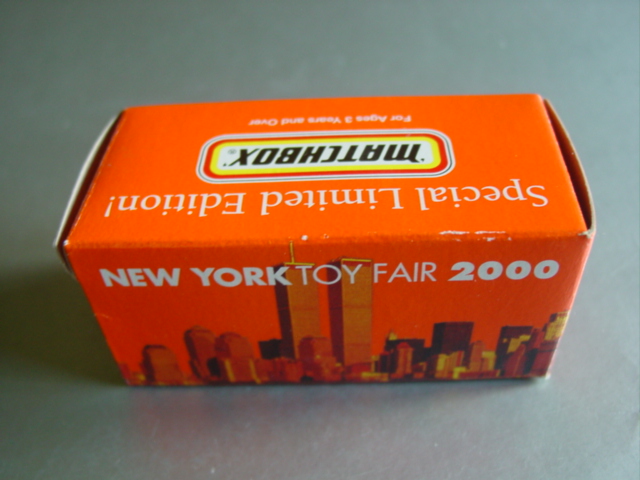 For Ages 3 Years and Over
MATCHBOX®
Special Limited Edition!
NEW YORK TOY FAIR 2000